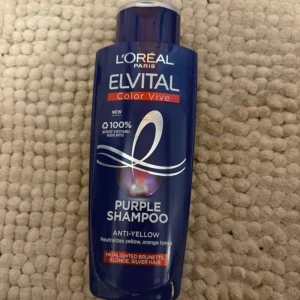 L'ORÉAL
PARIS
ELVITAL
Color Vive
NEW
100%
PURPLE
SHAMPOO
ANTI-YELLOW
Neutralizes yellow, orange tones
HIGHLIGHTED BRUNETTE,
BLONDE, SILVER HAIR